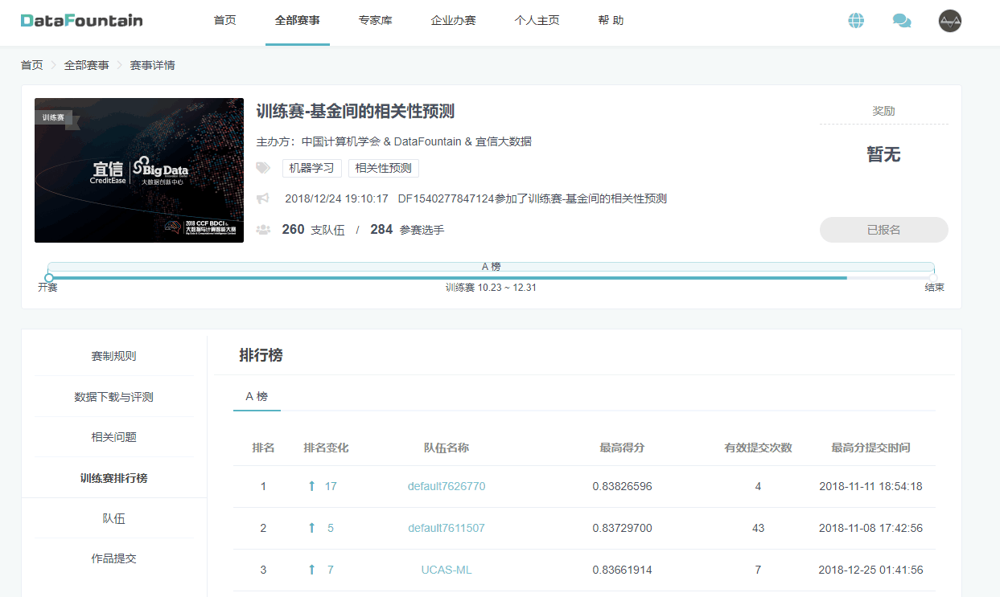 DataFountain 首页 全部赛事 专家库 企业办赛 个人主页 帮 助
首页 > 全部赛事 > 赛事详情
训练赛
宜信 CreditEase
Big Data
大数据创新中心
2018 CCF BDCI
大数据与计算智能大赛
训练赛-基金间的相关性预测
主办方：中国计算机学会 & DataFountain & 宜信大数据
机器学习 相关性预测
2018/12/24 19:10:17 DF1540277847124参加了训练赛-基金间的相关性预测
260 支队伍 / 284 参赛选手
奖励
暂无
已报名
A 榜
开赛 训练赛 10.23 ~ 12.31 结束
赛制规则
数据下载与评测
相关问题
训练赛排行榜
队伍
作品提交
排行榜
A 榜
排名 排名变化 队伍名称 最高得分 有效提交次数 最高分提交时间
1 ↑ 17 default7626770 0.83826596 4 2018-11-11 18:54:18
2 ↑ 5 default7611507 0.83729700 43 2018-11-08 17:42:56
3 ↑ 7 UCAS-ML 0.83661914 7 2018-12-25 01:41:56